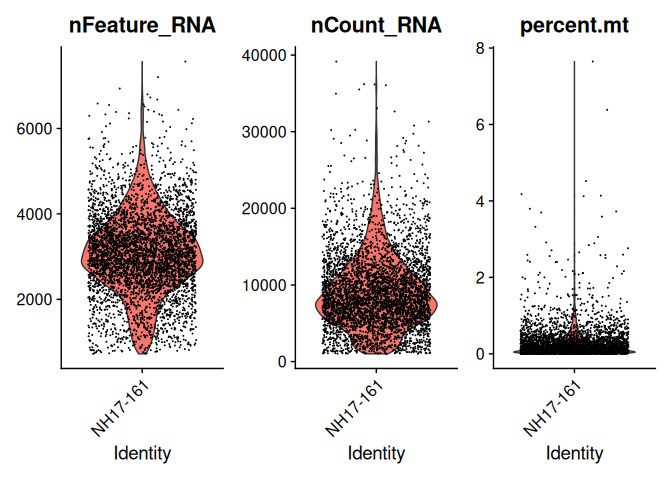 nFeature_RNA
6000
4000
2000
NH17-161
Identity
nCount_RNA
40000
30000
20000
10000
0
NH17-161
Identity
percent.mt
8
6
4
2
0
NH17-161
Identity